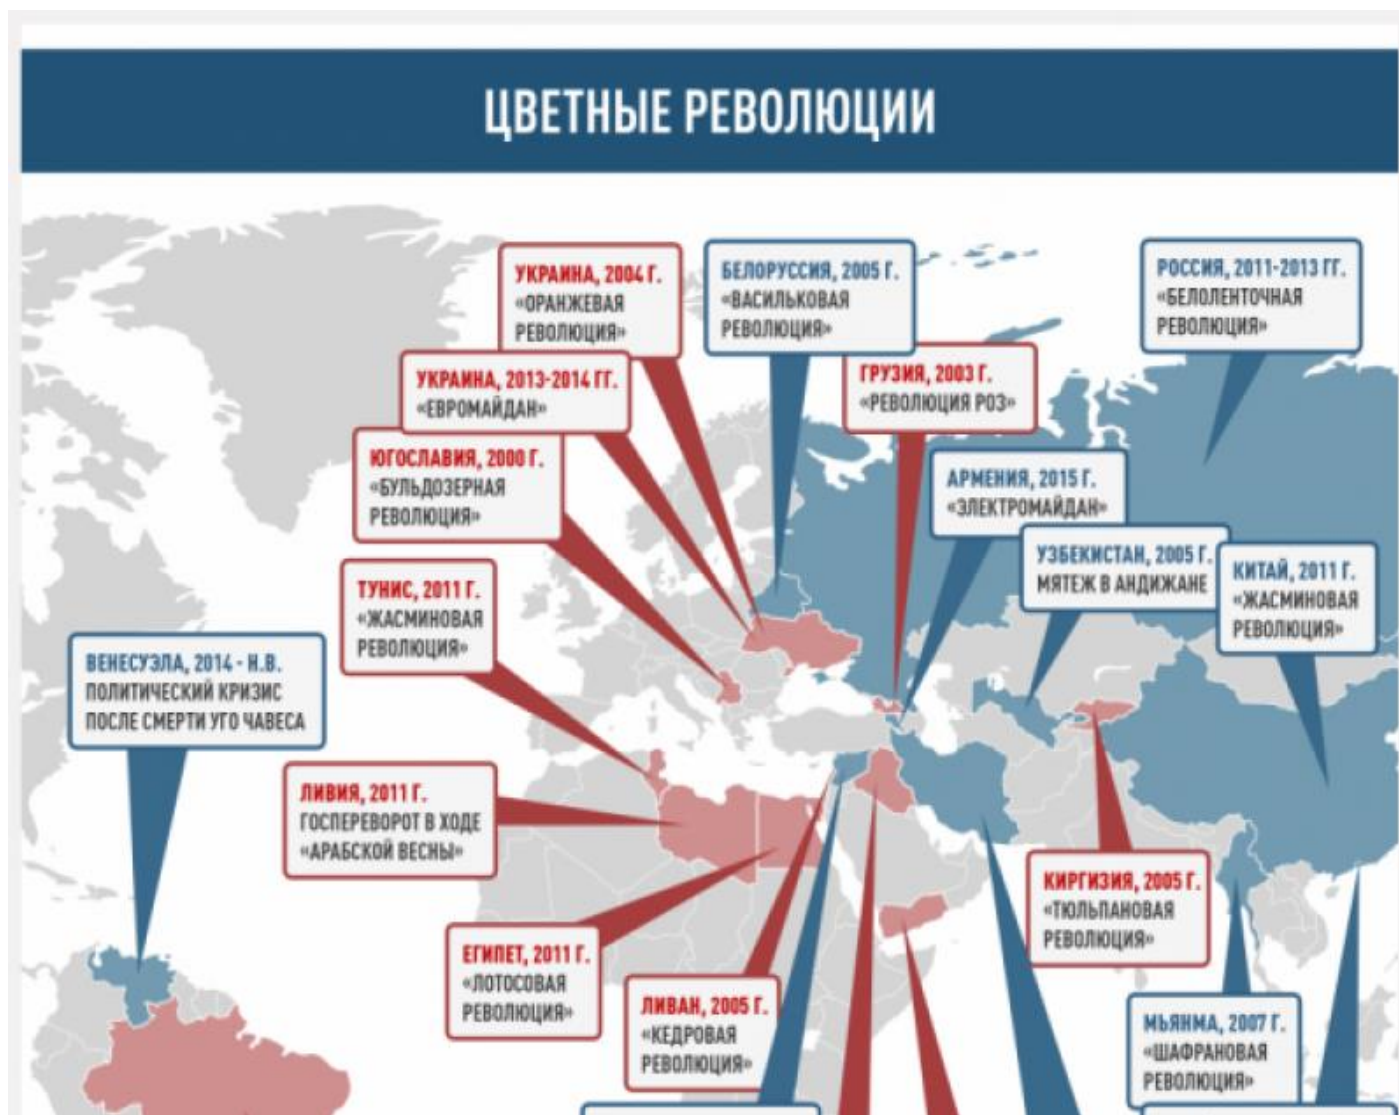 ЦВЕТНЫЕ РЕВОЛЮЦИИ
УКРАИНА, 2004 Г.
«ОРАНЖЕВАЯ
РЕВОЛЮЦИЯ»
БЕЛОРУССИЯ, 2005 Г.
«ВАСИЛЬКОВАЯ
РЕВОЛЮЦИЯ»
РОССИЯ, 2011-2013 ГГ.
«БЕЛОЛЕНТОЧНАЯ
РЕВОЛЮЦИЯ»
УКРАИНА, 2013-2014 ГГ.
«ЕВРОМАЙДАН»
ГРУЗИЯ, 2003 Г.
«РЕВОЛЮЦИЯ РОЗ»
ЮГОСЛАВИЯ, 2000 Г.
«БУЛЬДОЗЕРНАЯ
РЕВОЛЮЦИЯ»
АРМЕНИЯ, 2015 Г.
«ЭЛЕКТРОМАЙДАН»
УЗБЕКИСТАН, 2005 Г.
МЯТЕЖ В АНДИЖАНЕ
КИТАЙ, 2011 Г.
«ЖАСМИНОВАЯ
РЕВОЛЮЦИЯ»
ТУНИС, 2011 Г.
«ЖАСМИНОВАЯ
РЕВОЛЮЦИЯ»
ВЕНЕСУЭЛА, 2014 - Н.В.
ПОЛИТИЧЕСКИЙ КРИЗИС
ПОСЛЕ СМЕРТИ УГО ЧАВЕСА
ЛИВИЯ, 2011 Г.
ГОСПЕРЕВОРОТ В ХОДЕ
«АРАБСКОЙ ВЕСНЫ»
КИРГИЗИЯ, 2005 Г.
«ТЮЛЬПАНОВАЯ
РЕВОЛЮЦИЯ»
ЕГИПЕТ, 2011 Г.
«ЛОТОСОВАЯ
РЕВОЛЮЦИЯ»
ЛИВАН, 2005 Г.
«КЕДРОВАЯ
РЕВОЛЮЦИЯ»
МЬЯНМА, 2007 Г.
«ШАФРАНОВАЯ
РЕВОЛЮЦИЯ»